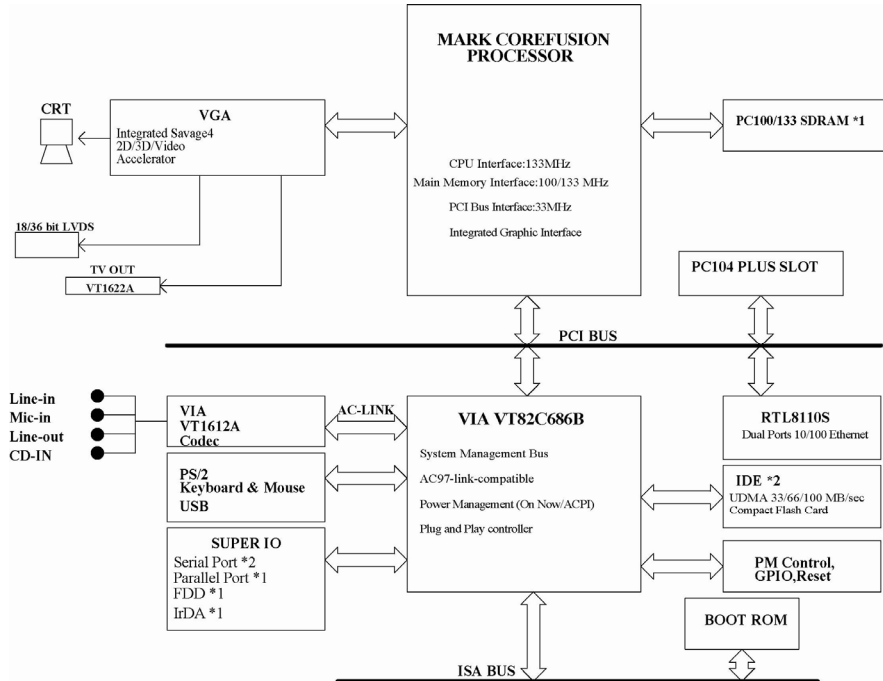 MARK COREFUSION
PROCESSOR
CPU Interface:133MHz
Main Memory Interface:100/133 MHz
PCI Bus Interface:33MHz
Integrated Graphic Interface
CRT
VGA
Integrated Savage4
2D/3D/Video
Accelerator
PC100/133 SDRAM *1
18/36 bit LVDS
TV OUT
VT1622A
PC104 PLUS SLOT
PCI BUS
Line-in
Mic-in
Line-out
CD-IN
VIA
VT1612A
Codec
AC-LINK
VIA VT82C686B
System Management Bus
AC97-link-compatible
Power Management (On Now/ACPI)
Plug and Play controller
RTL8110S
Dual Ports 10/100 Ethernet
PS/2
Keyboard & Mouse
USB
IDE *2
UDMA 33/66/100 MB/sec
Compact Flash Card
SUPER IO
Serial Port *2
Parallel Port *1
FDD *1
IrDA *1
PM Control,
GPIO,Reset
BOOT ROM
ISA BUS